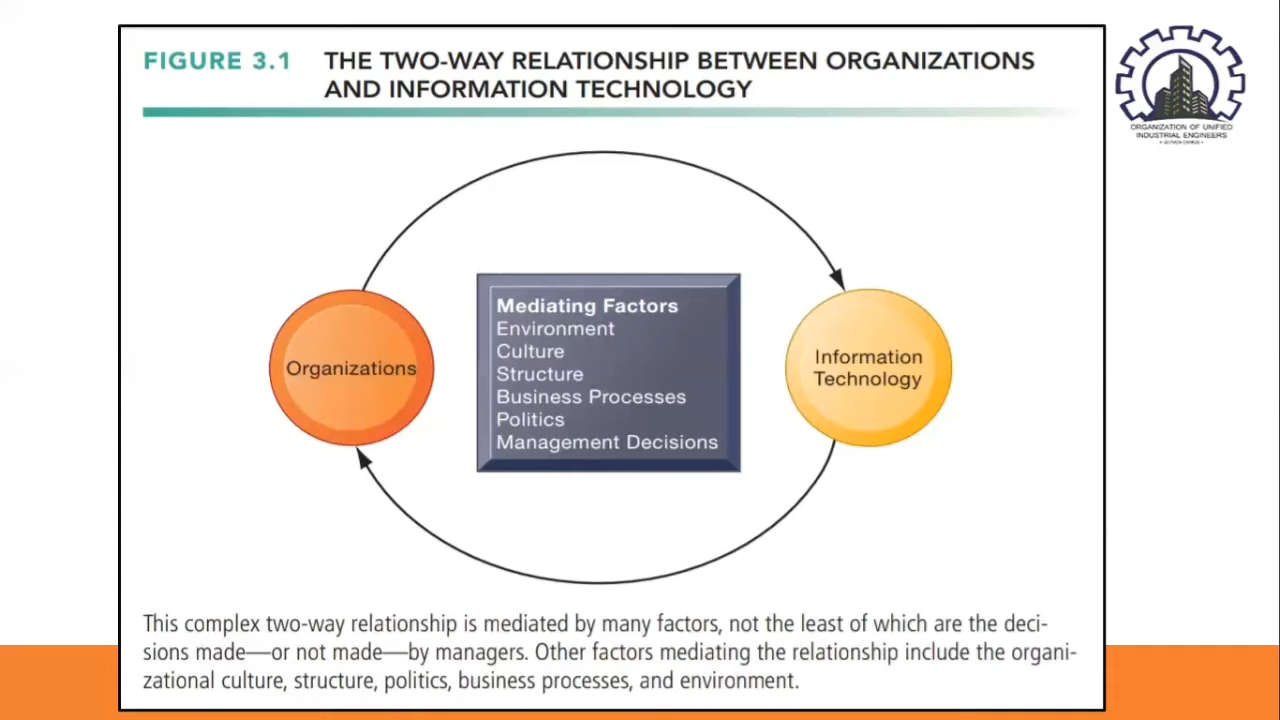 FIGURE 3.1 THE TWO-WAY RELATIONSHIP BETWEEN ORGANIZATIONS
AND INFORMATION TECHNOLOGY
ORGANIZATION OF UNIFIED
INDUSTRIAL ENGINEERS
Organizations
Mediating Factors
Environment
Culture
Structure
Business Processes
Politics
Management Decisions
Information
Technology
This complex two-way relationship is mediated by many factors, not the least of which are the deci-
sions made—or not made—by managers. Other factors mediating the relationship include the organi-
zational culture, structure, politics, business processes, and environment.